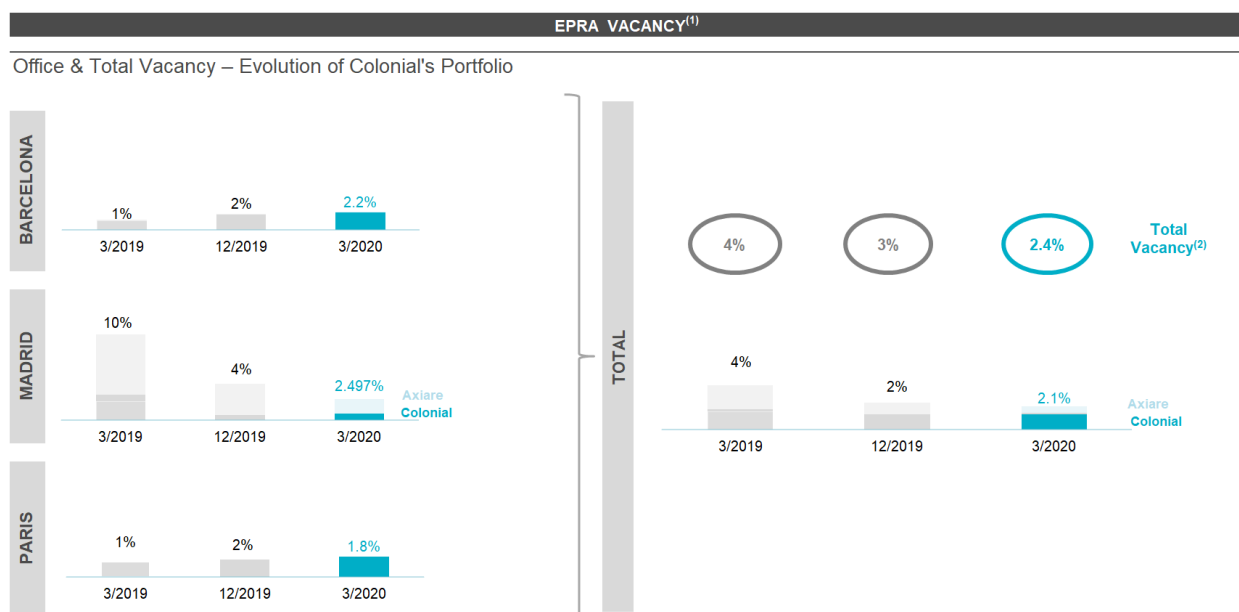 EPRA VACANCY(1)
Office & Total Vacancy – Evolution of Colonial's Portfolio
BARCELONA
1%
2%
2.2%
3/2019
12/2019
3/2020
MADRID
10%
4%
2.497%
Axiare
Colonial
3/2019
12/2019
3/2020
PARIS
1%
2%
1.8%
3/2019
12/2019
3/2020
TOTAL
4%
3%
2.4%
Total
Vacancy(2)
4%
2%
2.1%
Axiare
Colonial
3/2019
12/2019
3/2020